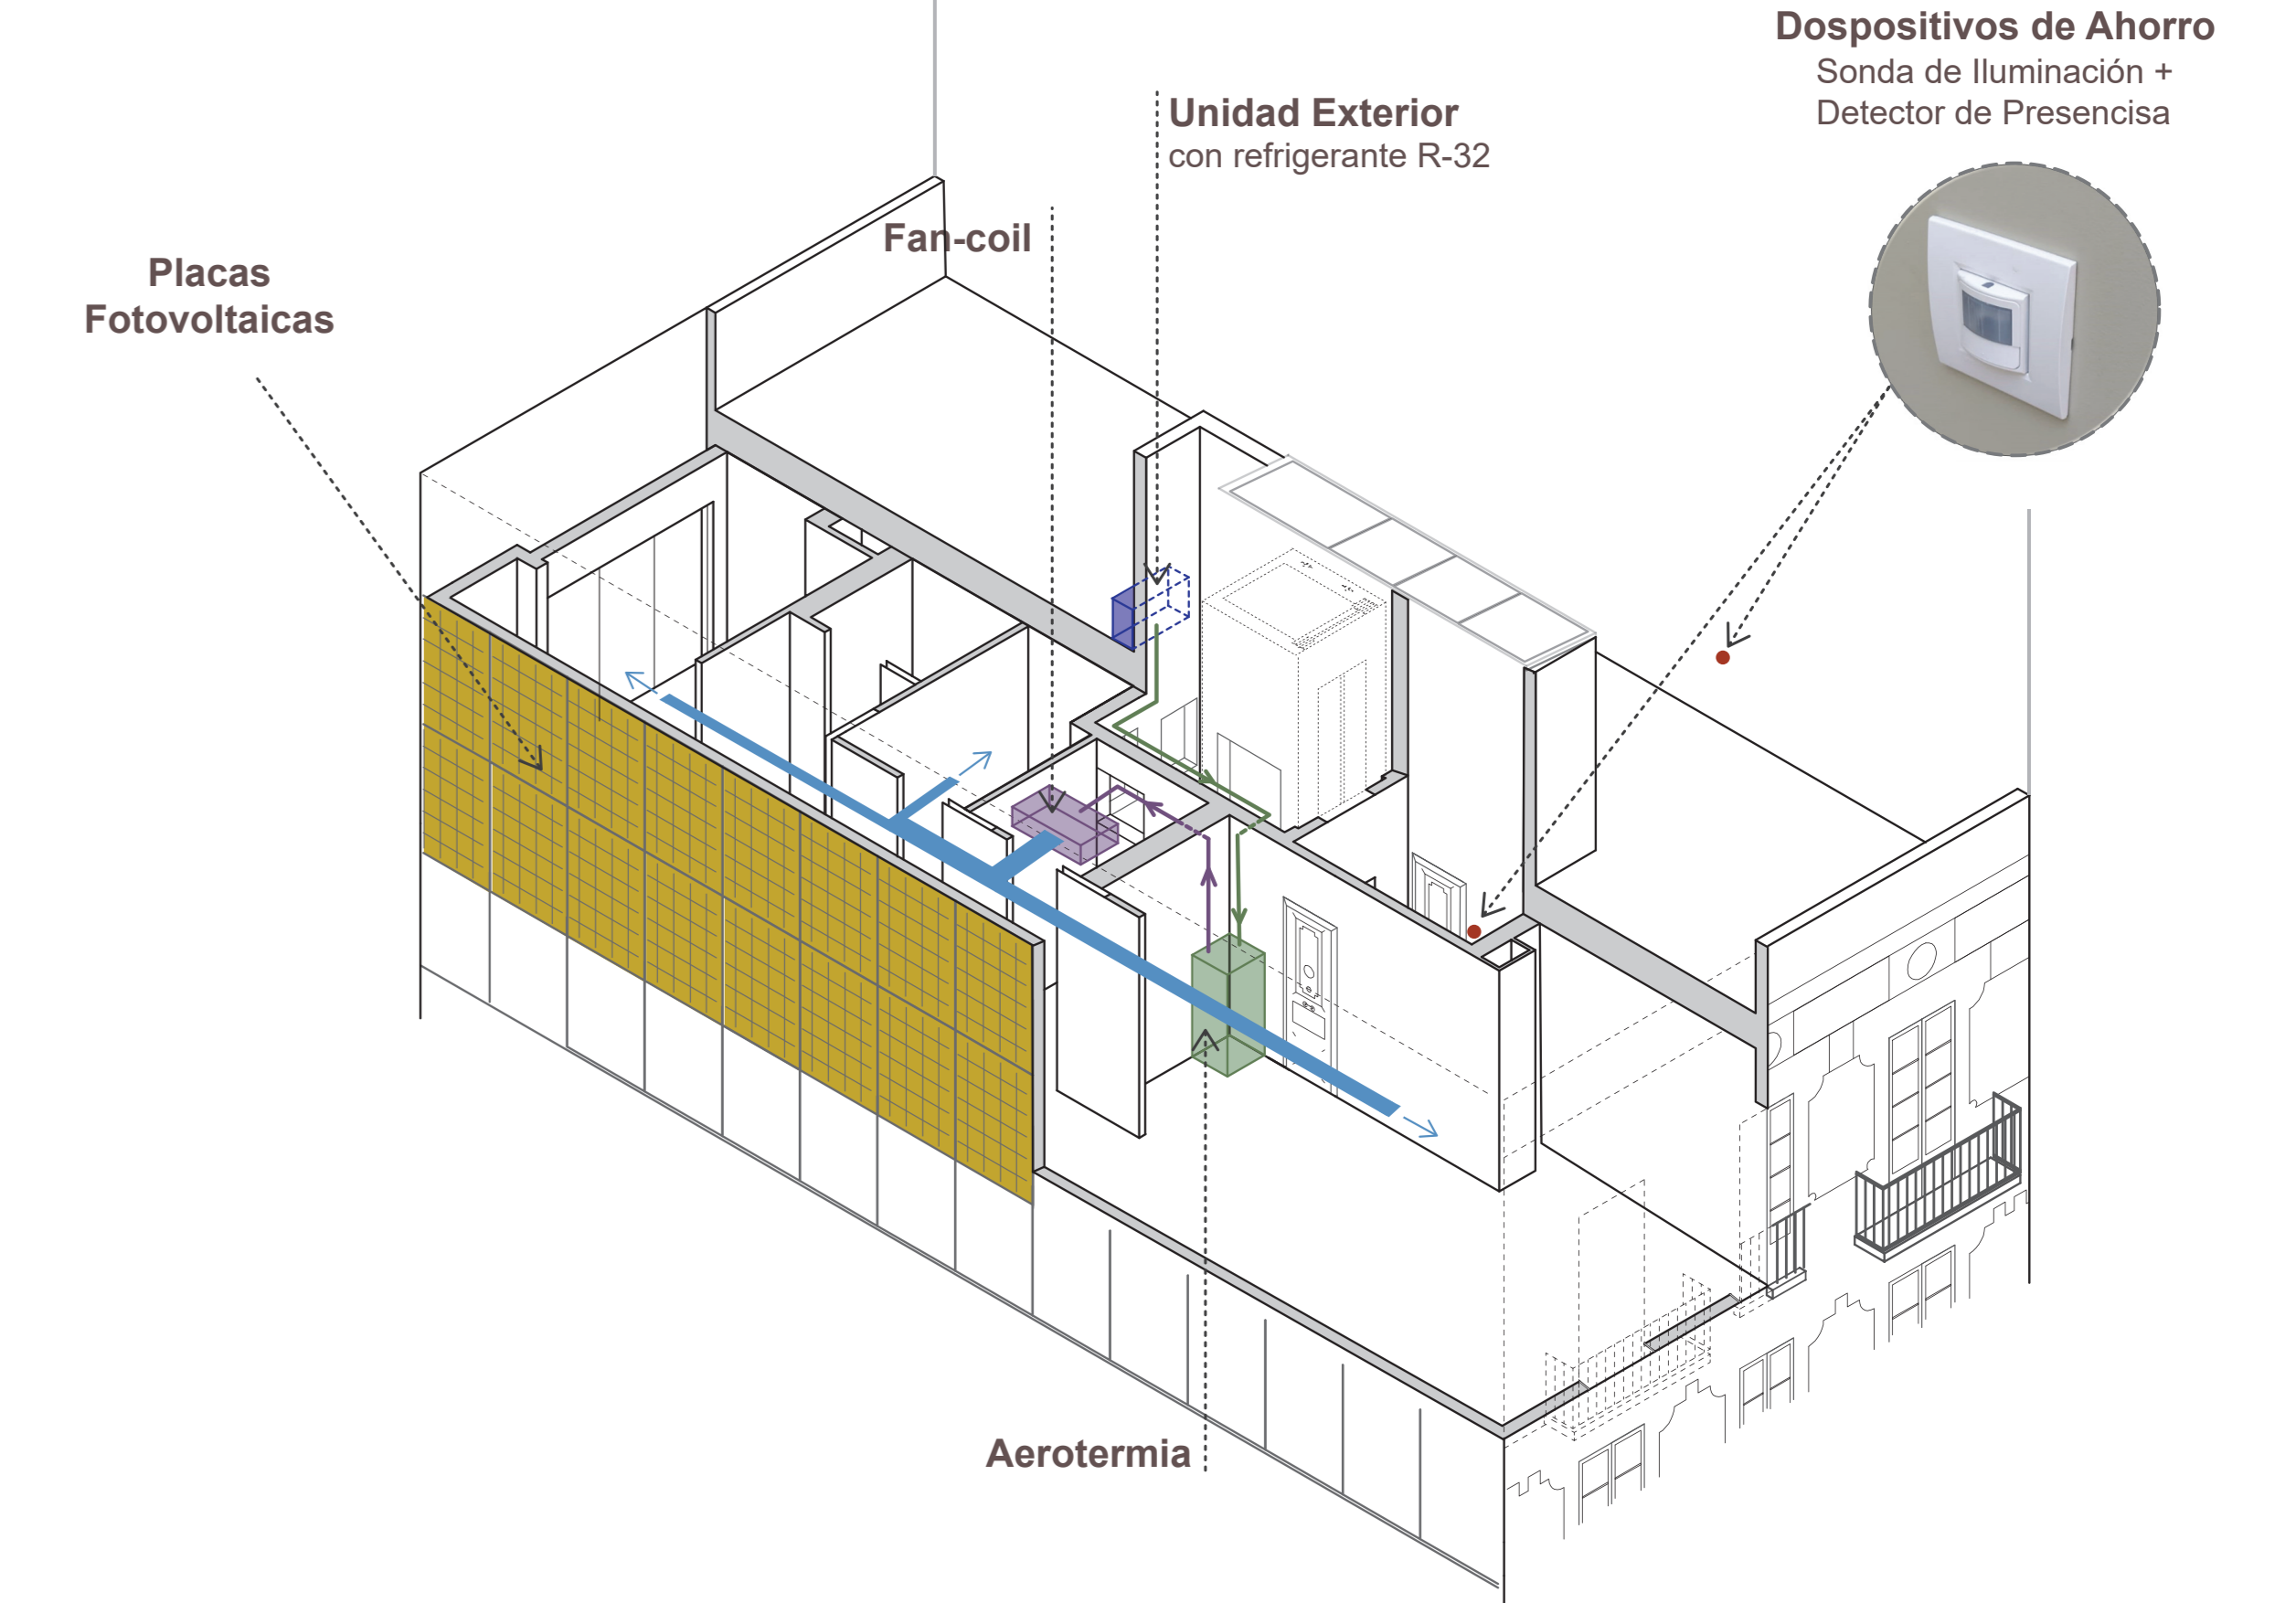 Dospositivos de Ahorro
Sonda de Iluminación +
Detector de Presencisa
Unidad Exterior
con refrigerante R-32
Fan-coil
Placas
Fotovoltaicas
Aerotermia